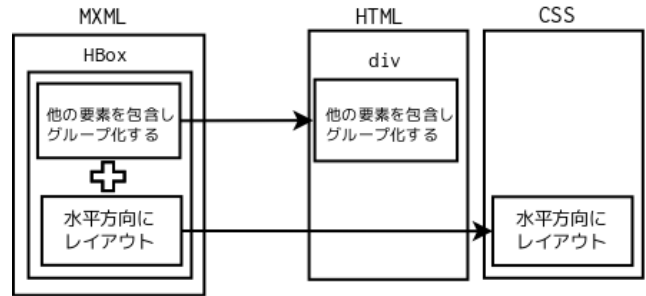 MXML
HTML
CSS
HBox
div
他の要素を包含し
グループ化する
他の要素を包含し
グループ化する
水平方向に
レイアウト
水平方向に
レイアウト